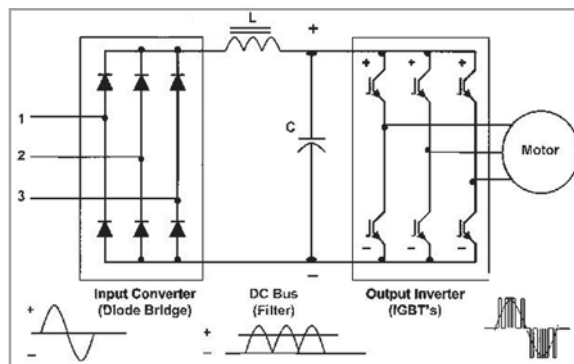 L
+
+ + +
1
2
3
C
Motor
- - -
-
Input Converter
(Diode Bridge)
DC Bus
(Filter)
Output Inverter
(IGBT's)
+
-
+
-